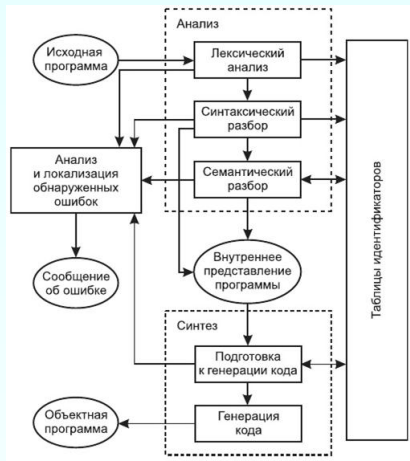 Анализ
Исходная
программа
Лексический
анализ
Синтаксический
разбор
Анализ
и локализация
обнаруженных
ошибок
Семантический
разбор
Таблицы идентификаторов
Сообщение
об ошибке
Внутреннее
представление
программы
Синтез
Подготовка
к генерации кода
Объектная
программа
Генерация
кода